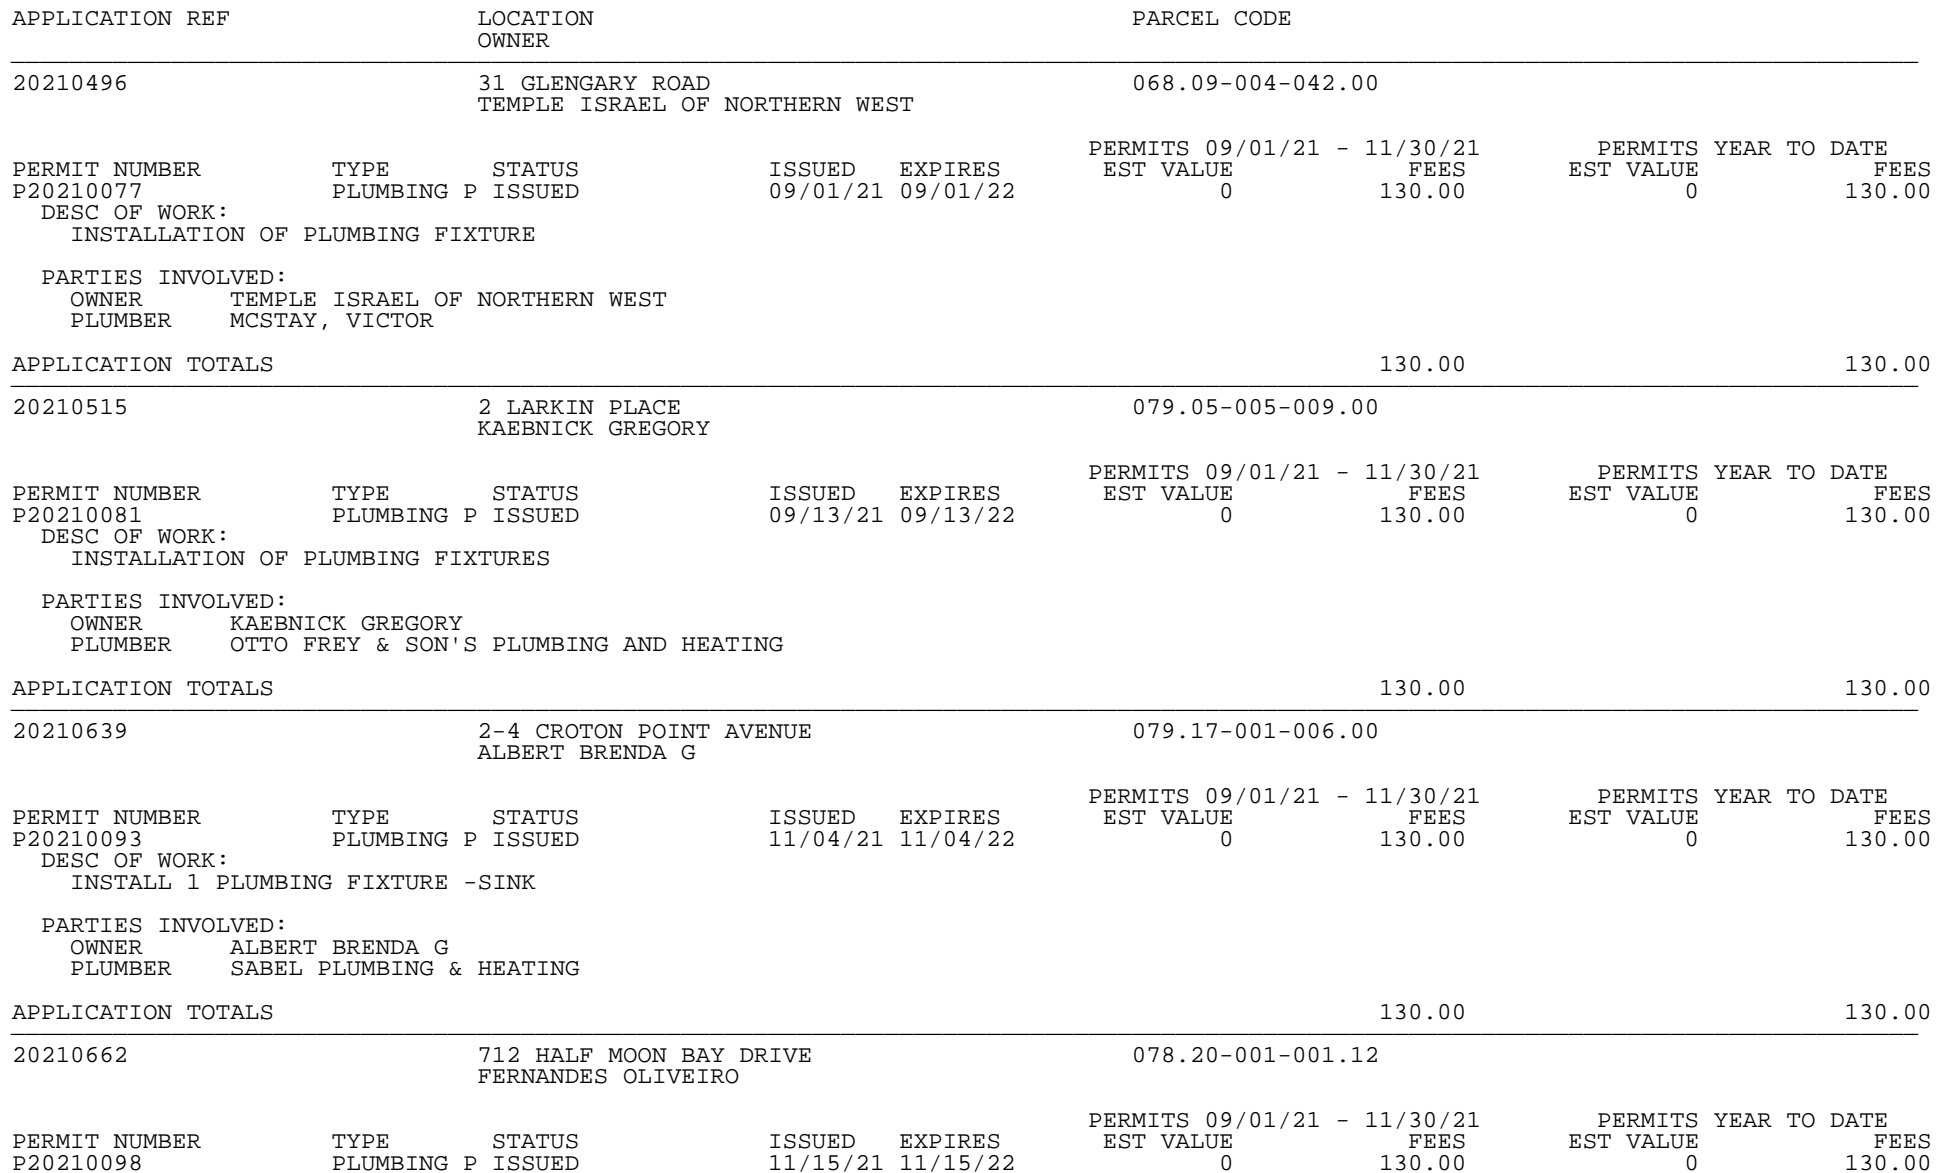 APPLICATION REF LOCATION PARCEL CODE
OWNER
20210496 31 GLENGARY ROAD 068.09-004-042.00
TEMPLE ISRAEL OF NORTHERN WEST
PERMITS 09/01/21 - 11/30/21 PERMITS YEAR TO DATE
PERMIT NUMBER TYPE STATUS ISSUED EXPIRES EST VALUE FEES EST VALUE FEES
P20210077 PLUMBING P ISSUED 09/01/21 09/01/22 0 130.00 0 130.00
DESC OF WORK:
INSTALLATION OF PLUMBING FIXTURE
PARTIES INVOLVED:
OWNER TEMPLE ISRAEL OF NORTHERN WEST
PLUMBER MCSTAY, VICTOR
APPLICATION TOTALS 130.00 130.00
20210515 2 LARKIN PLACE 079.05-005-009.00
KAEBNICK GREGORY
PERMITS 09/01/21 - 11/30/21 PERMITS YEAR TO DATE
PERMIT NUMBER TYPE STATUS ISSUED EXPIRES EST VALUE FEES EST VALUE FEES
P20210081 PLUMBING P ISSUED 09/13/21 09/13/22 0 130.00 0 130.00
DESC OF WORK:
INSTALLATION OF PLUMBING FIXTURES
PARTIES INVOLVED:
OWNER KAEBNICK GREGORY
PLUMBER OTTO FREY & SON'S PLUMBING AND HEATING
APPLICATION TOTALS 130.00 130.00
20210639 2-4 CROTON POINT AVENUE 079.17-001-006.00
ALBERT BRENDA G
PERMITS 09/01/21 - 11/30/21 PERMITS YEAR TO DATE
PERMIT NUMBER TYPE STATUS ISSUED EXPIRES EST VALUE FEES EST VALUE FEES
P20210093 PLUMBING P ISSUED 11/04/21 11/04/22 0 130.00 0 130.00
DESC OF WORK:
INSTALL 1 PLUMBING FIXTURE -SINK
PARTIES INVOLVED:
OWNER ALBERT BRENDA G
PLUMBER SABEL PLUMBING & HEATING
APPLICATION TOTALS 130.00 130.00
20210662 712 HALF MOON BAY DRIVE 078.20-001-001.12
FERNANDES OLIVEIRO
PERMITS 09/01/21 - 11/30/21 PERMITS YEAR TO DATE
PERMIT NUMBER TYPE STATUS ISSUED EXPIRES EST VALUE FEES EST VALUE FEES
P20210098 PLUMBING P ISSUED 11/15/21 11/15/22 0 130.00 0 130.00